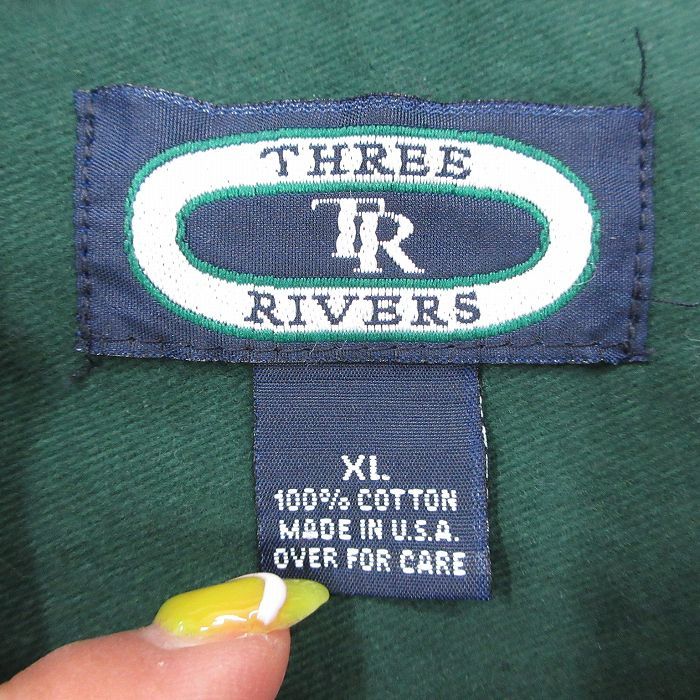 THREE
TR
RIVERS
XL
100% COTTON
MADE IN U.S.A.
OVER FOR CARE